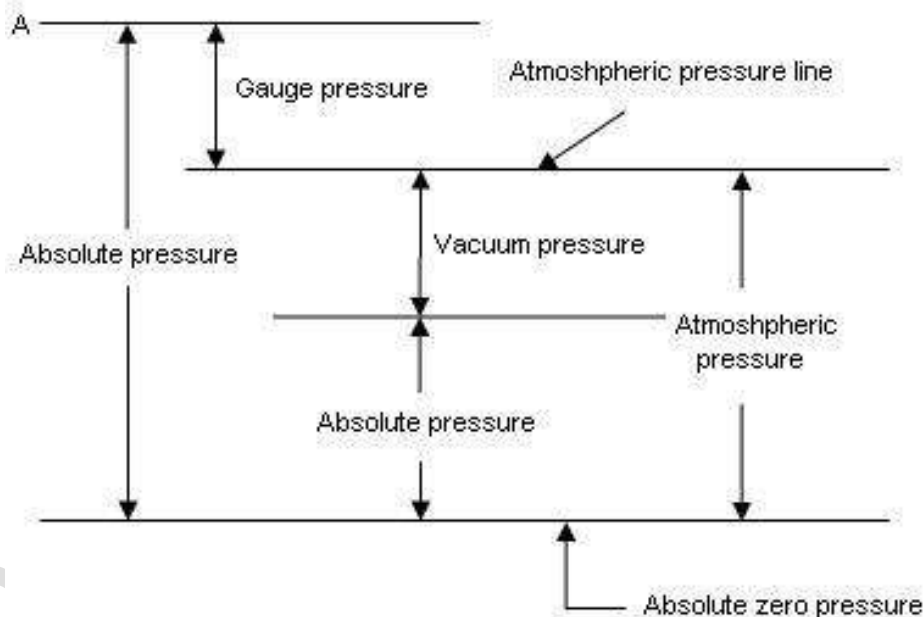 A
Gauge pressure
Atmoshpheric pressure line
Absolute pressure
Vacuum pressure
Atmoshpheric
pressure
Absolute pressure
Absolute zero pressure